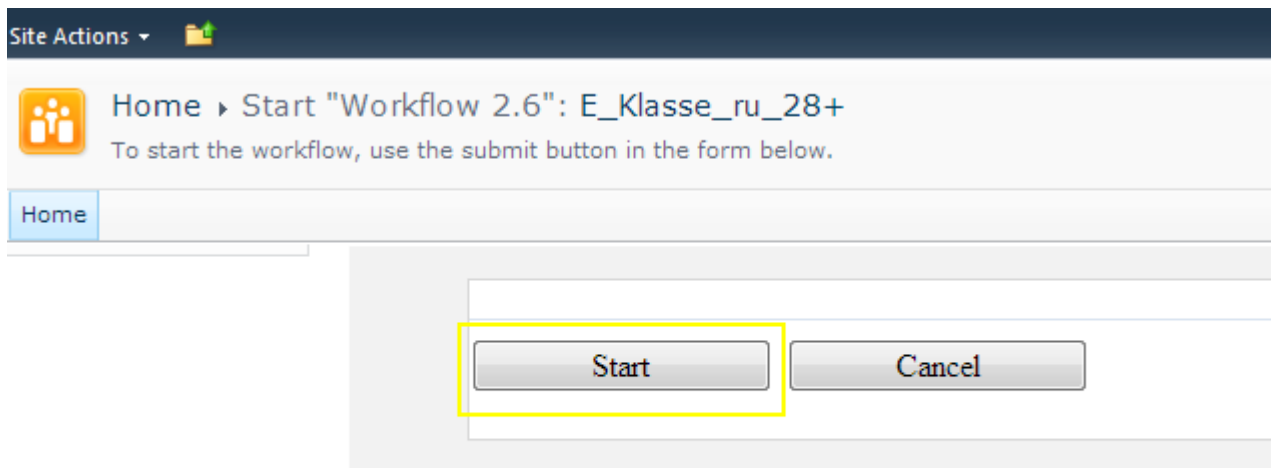 Site Actions
Home ▸ Start "Workflow 2.6": E_Klasse_ru_28+
To start the workflow, use the submit button in the form below.
Home
Start Cancel